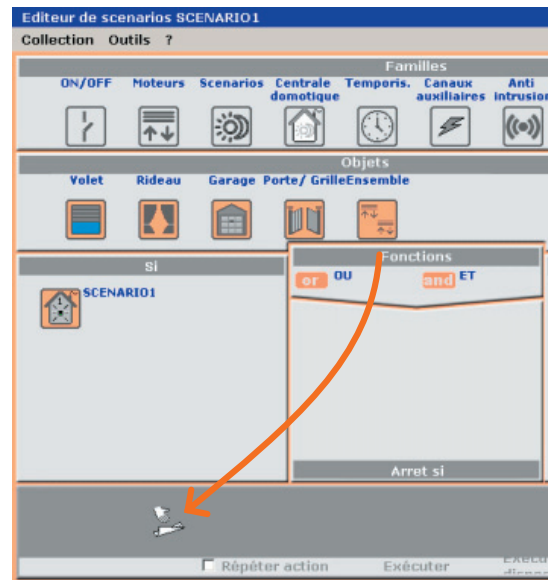 Editeur de scenarios SCENARIO1
Collection Outils ?
Familles
ON/OFF Moteurs Scenarios Centrale domotique Temporis. Canaux auxiliaires Anti intrusion
Objets
Volet Rideau Garage Porte/ Grille Ensemble
Si
SCENARIO1
Fonctions
or OU and ET
Arret si
Répéter action Exécuter